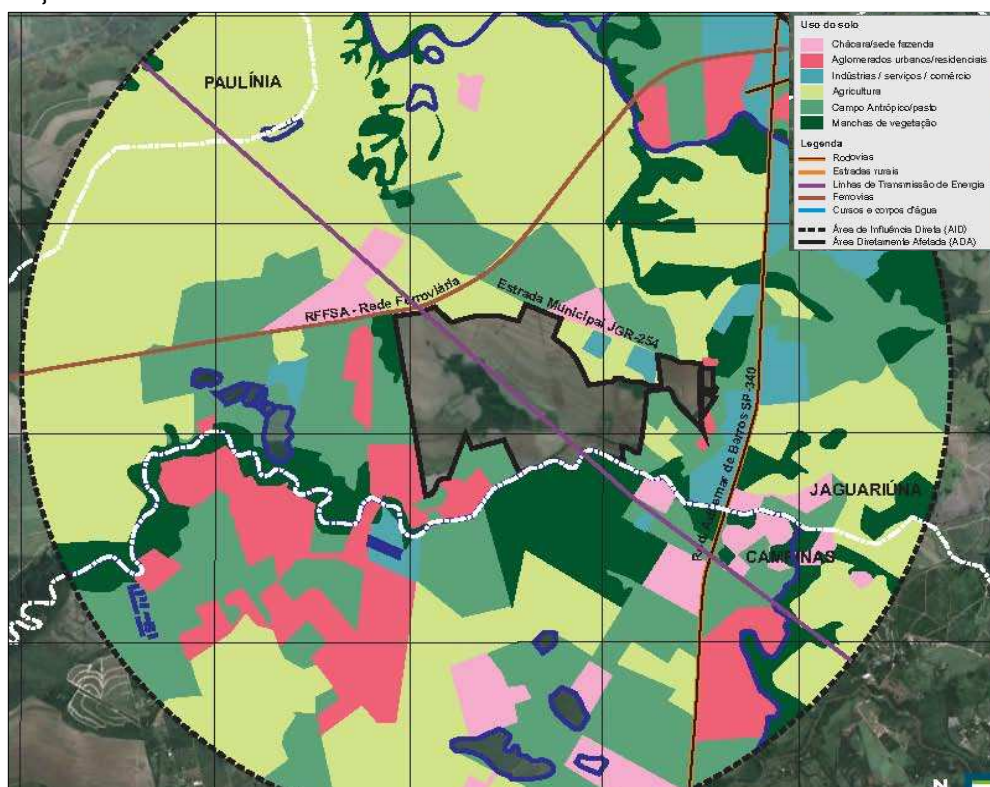 PAULÍNIA
RFFSA - Rede Ferroviária
Estrada Municipal JGR-254
JAGUARIÚNA
CAMPINAS
Uso do solo
Chácara/sede fazenda
Aglomerados urbanos/residenciais
Indústrias / serviços / comércio
Agricultura
Campo Antrópico/pasto
Manchas de vegetação
Legenda
Rodovias
Estradas rurais
Linhas de Transmissão de Energia
Ferrovias
Cursos e corpos d'água
Área de Influência Direta (AID)
Área Diretamente Afetada (ADA)
de Barros SP-340
N